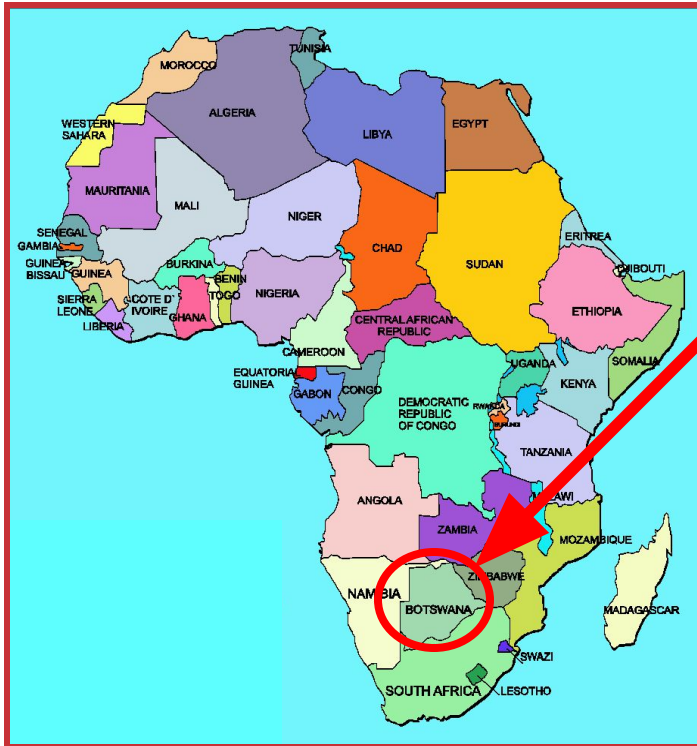 TUNISIA
MOROCCO
ALGERIA
LIBYA
EGYPT
WESTERN
SAHARA
MAURITANIA
MALI
NIGER
CHAD
SUDAN
ERITREA
DJIBOUTI
SENEGAL
GAMBIA
GUINEA
BISSAU
GUINEA
BURKINA
BENIN
NIGERIA
SIERRA
LEONE
LIBERIA
COTE D'
IVOIRE
GHANA
TOGO
CENTRAL AFRICAN
REPUBLIC
ETHIOPIA
SOMALIA
CAMEROON
EQUATORIA
GUINEA
GABON
CONGO
UGANDA
KENYA
RWANDA
BURUNDI
DEMOCRATIC
REPUBLIC
OF CONGO
TANZANIA
ANGOLA
ZAMBIA
MOZAMBIQUE
NAMIBIA
ZIMBABWE
BOTSWANA
MADAGASCAR
SWAZI
LESOTHO
SOUTH AFRICA